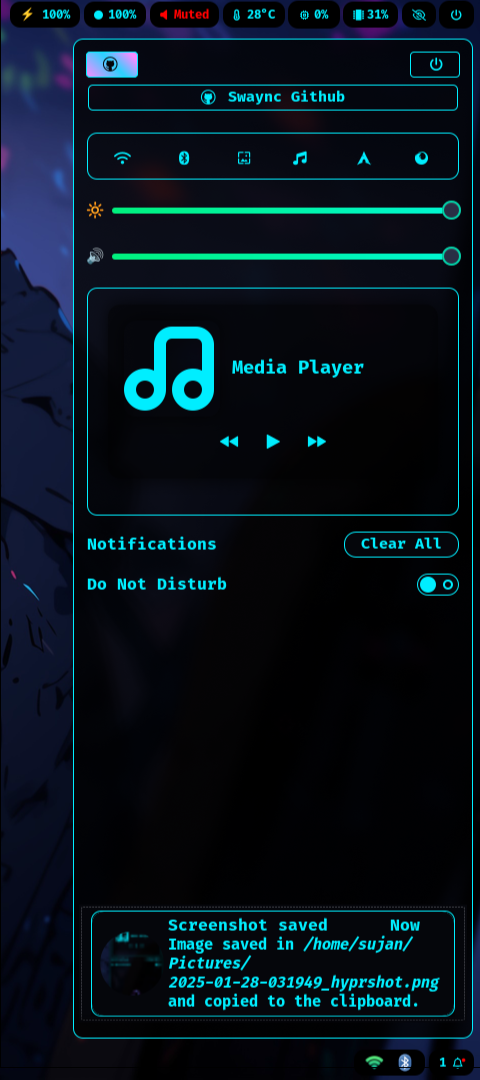 ⚡ 100% 100% Muted 28°C 0% 31%
Swaync Github
Media Player
Notifications Clear All
Do Not Disturb
Screenshot saved Now
Image saved in /home/sujan/
Pictures/
2025-01-28-031949_hyprshot.png
and copied to the clipboard.
1